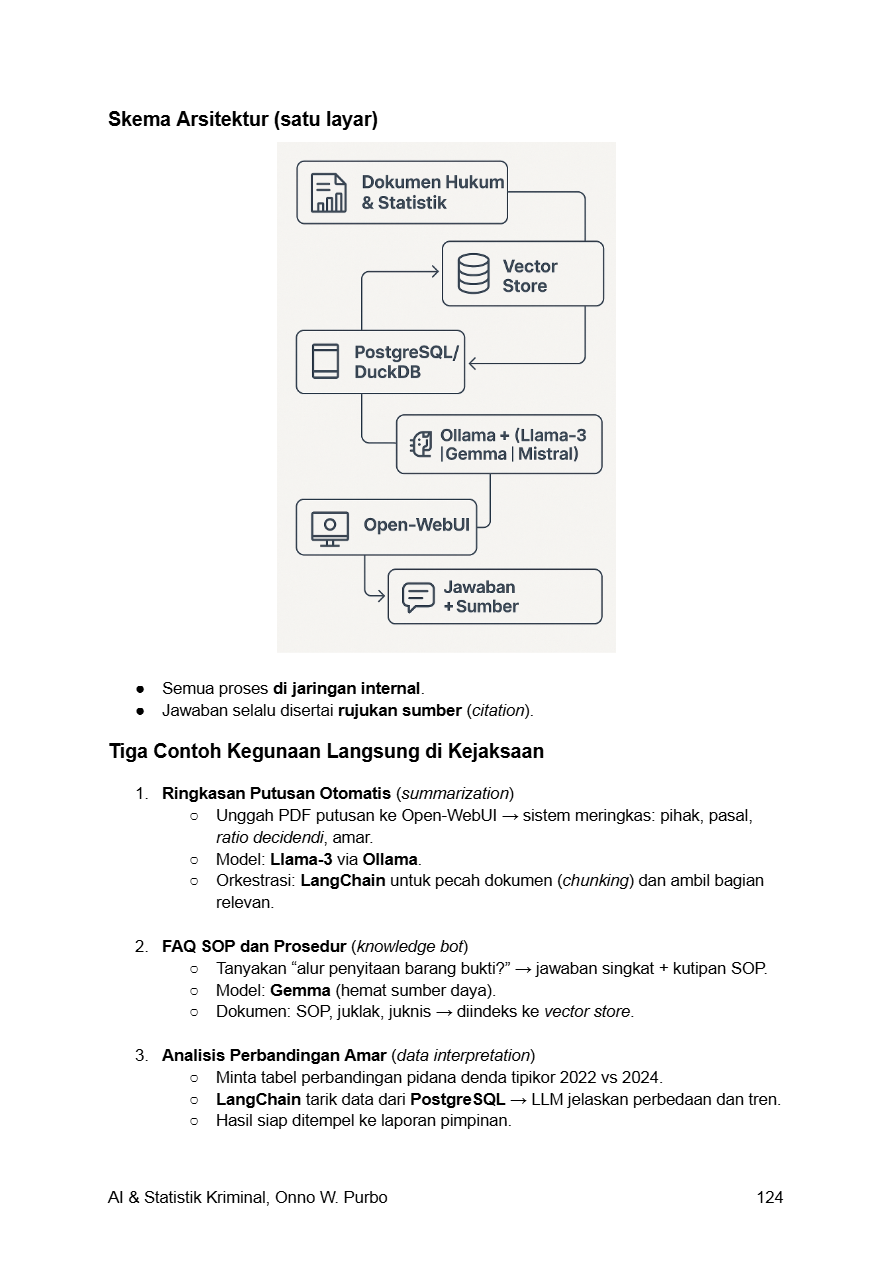 Skema Arsitektur (satu layar)
Dokumen Hukum
& Statistik
Vector
Store
PostgreSQL/
DuckDB
Ollama + (Llama-3
|Gemma | Mistral)
Open-WebUI
Jawaban
+ Sumber
● Semua proses di jaringan internal.
● Jawaban selalu disertai rujukan sumber (citation).
Tiga Contoh Kegunaan Langsung di Kejaksaan
1. Ringkasan Putusan Otomatis (summarization)
○ Unggah PDF putusan ke Open-WebUI → sistem meringkas: pihak, pasal,
ratio decidendi, amar.
○ Model: Llama-3 via Ollama.
○ Orkestrasi: LangChain untuk pecah dokumen (chunking) dan ambil bagian
relevan.
2. FAQ SOP dan Prosedur (knowledge bot)
○ Tanyakan “alur penyitaan barang bukti?” → jawaban singkat + kutipan SOP.
○ Model: Gemma (hemat sumber daya).
○ Dokumen: SOP, juklak, juknis → diindeks ke vector store.
3. Analisis Perbandingan Amar (data interpretation)
○ Minta tabel perbandingan pidana denda tipikor 2022 vs 2024.
○ LangChain tarik data dari PostgreSQL → LLM jelaskan perbedaan dan tren.
○ Hasil siap ditempel ke laporan pimpinan.
AI & Statistik Kriminal, Onno W. Purbo 124